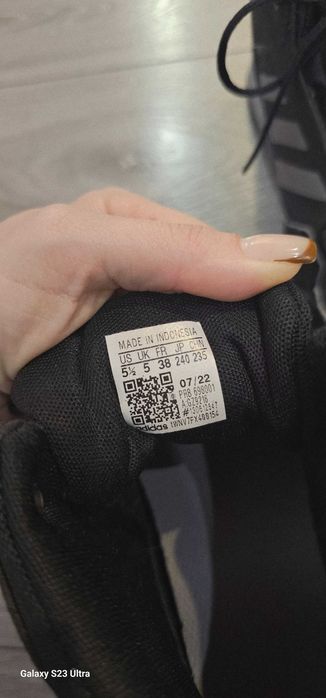 MADE IN INDONESIA
US UK FR JP CHN
5½ 5 38 240 235
07/22
adidas
Galaxy S23 Ultra